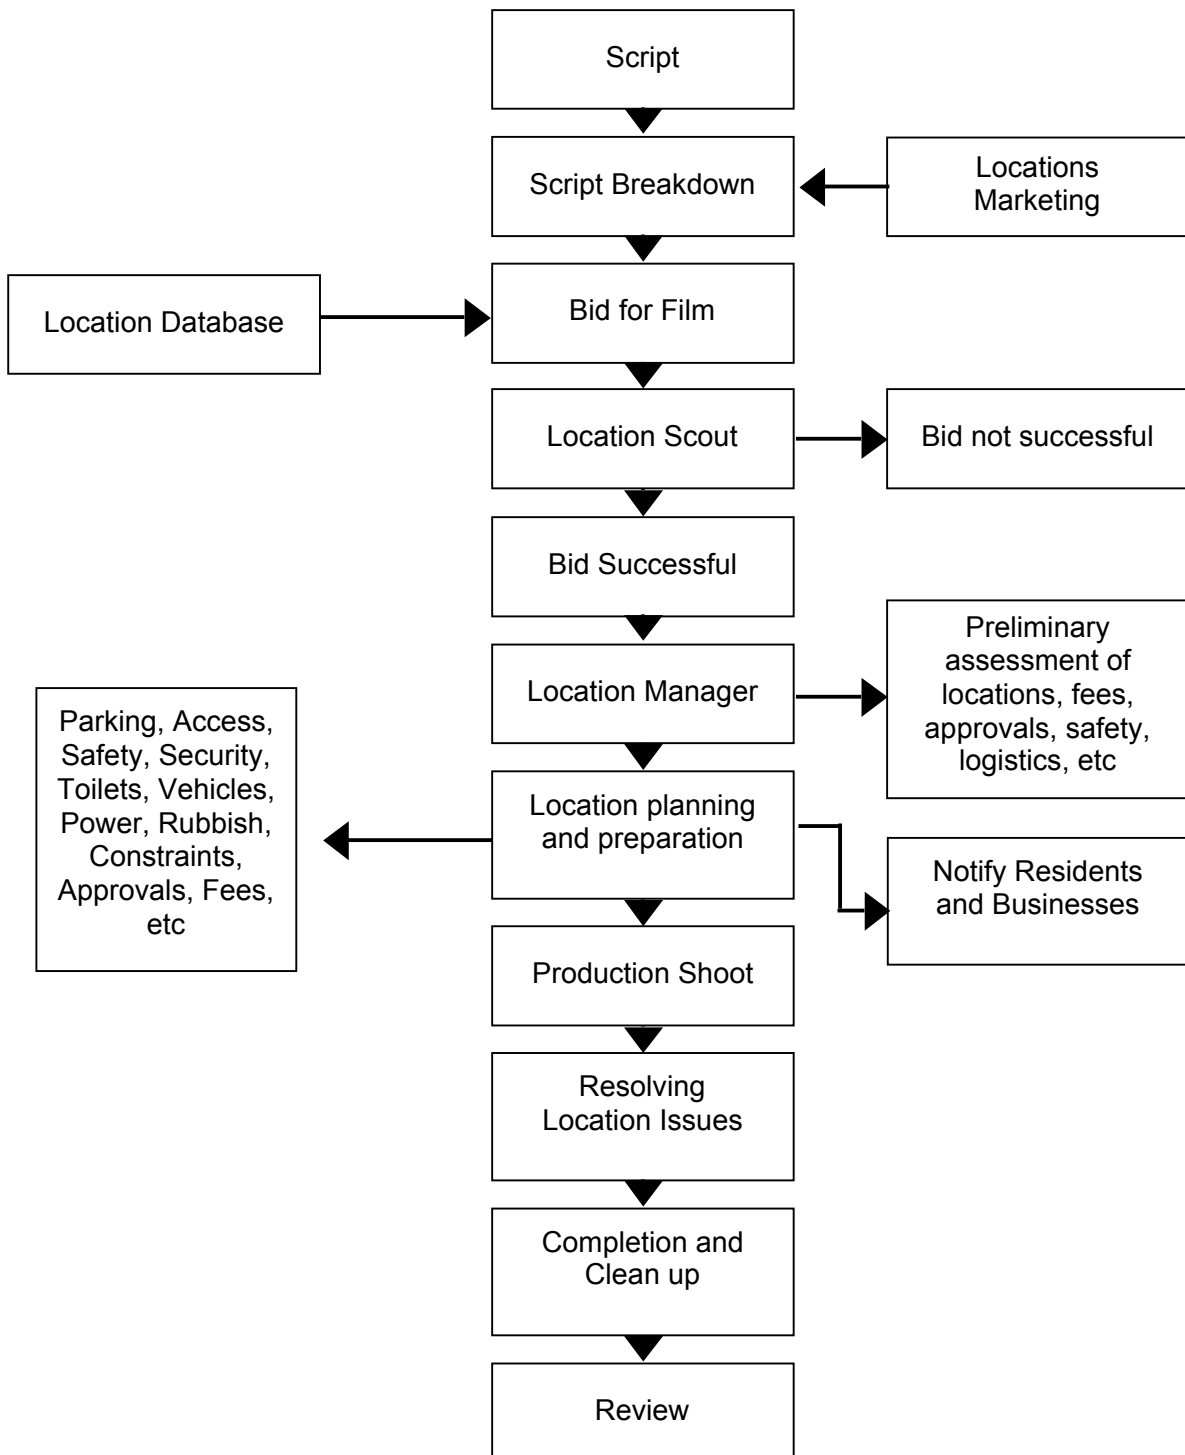 Script
Script Breakdown
Locations
Marketing
Location Database
Bid for Film
Location Scout
Bid not successful
Bid Successful
Location Manager
Preliminary
assessment of
locations, fees,
approvals, safety,
logistics, etc
Parking, Access,
Safety, Security,
Toilets, Vehicles,
Power, Rubbish,
Constraints,
Approvals, Fees,
etc
Location planning
and preparation
Notify Residents
and Businesses
Production Shoot
Resolving
Location Issues
Completion and
Clean up
Review